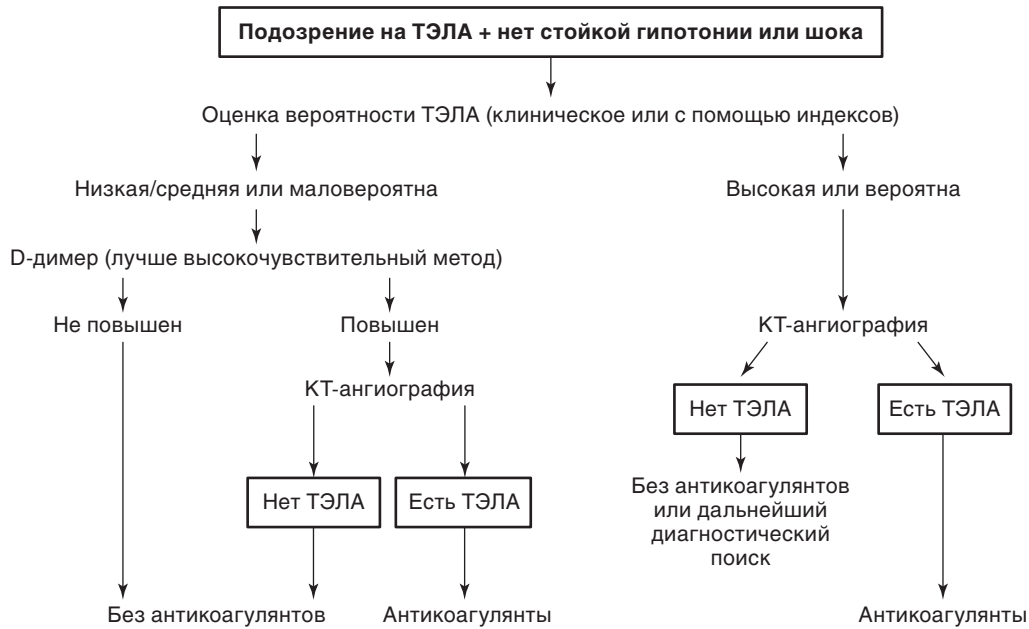 Подозрение на ТЭЛА + нет стойкой гипотонии или шока
Оценка вероятности ТЭЛА (клиническое или с помощью индексов)
Низкая/средняя или маловероятна
Высокая или вероятна
D-димер (лучше высокочувствительный метод)
Не повышен
Повышен
КТ-ангиография
КТ-ангиография
Нет ТЭЛА
Есть ТЭЛА
Нет ТЭЛА
Есть ТЭЛА
Без антикоагулянтов
или дальнейший
диагностический
поиск
Без антикоагулянтов
Антикоагулянты
Антикоагулянты